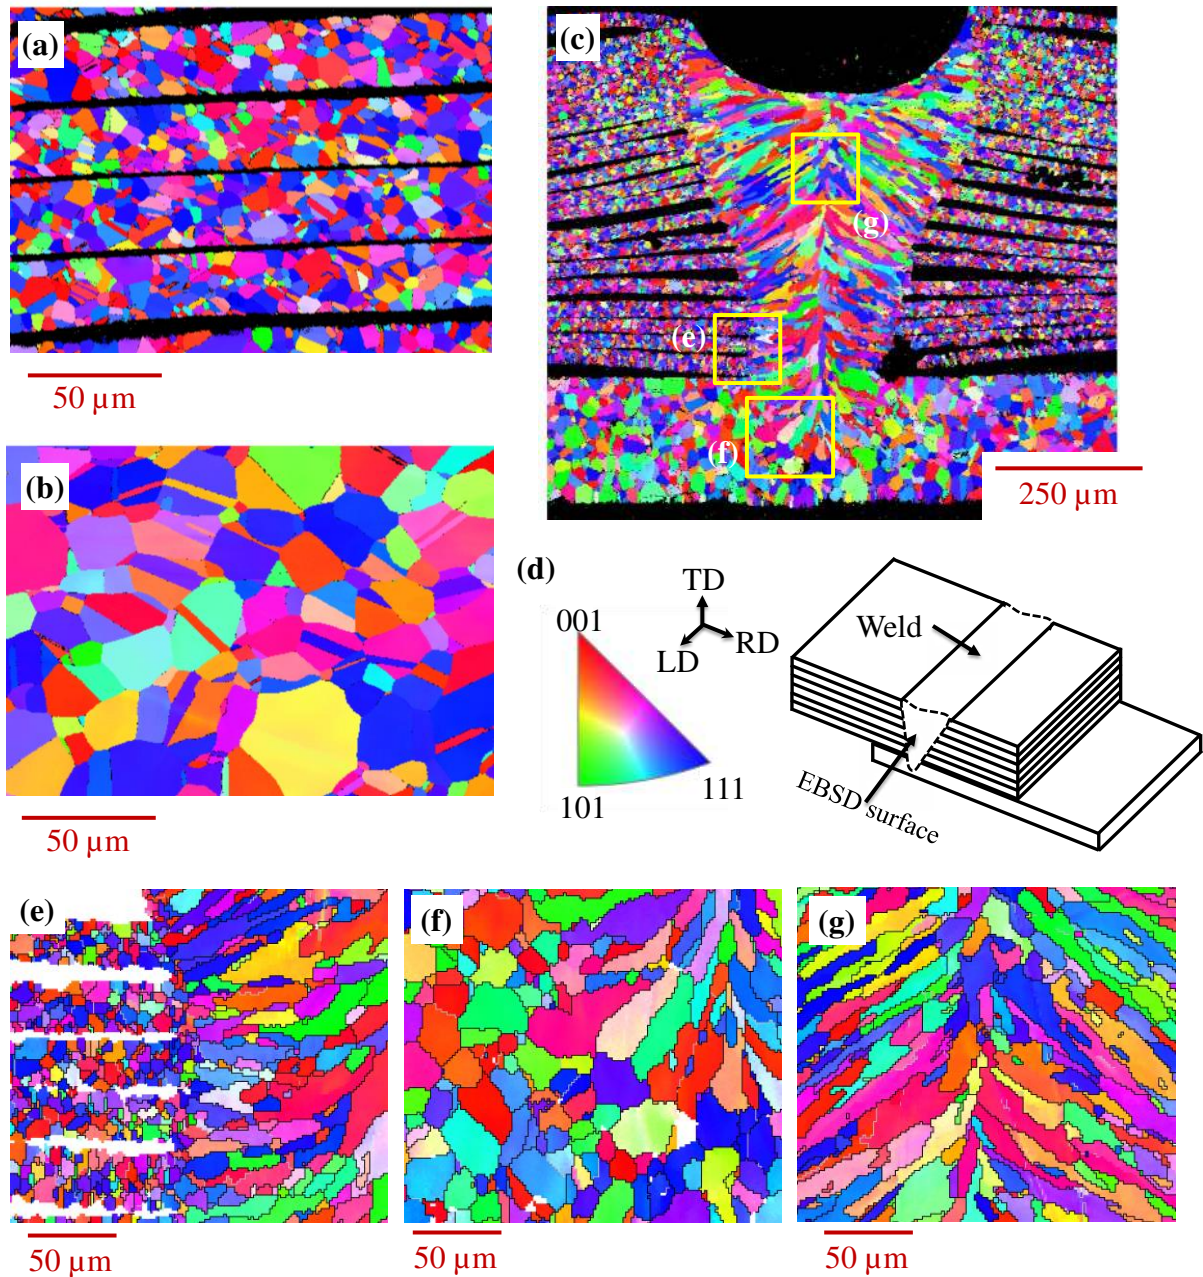 (a)
50 μm
(b)
50 μm
(c)
(g)
(e)
(f)
250 μm
(d)
001
101
111
TD
LD
RD
Weld
EBSD surface
(e)
50 μm
(f)
50 μm
(g)
50 μm